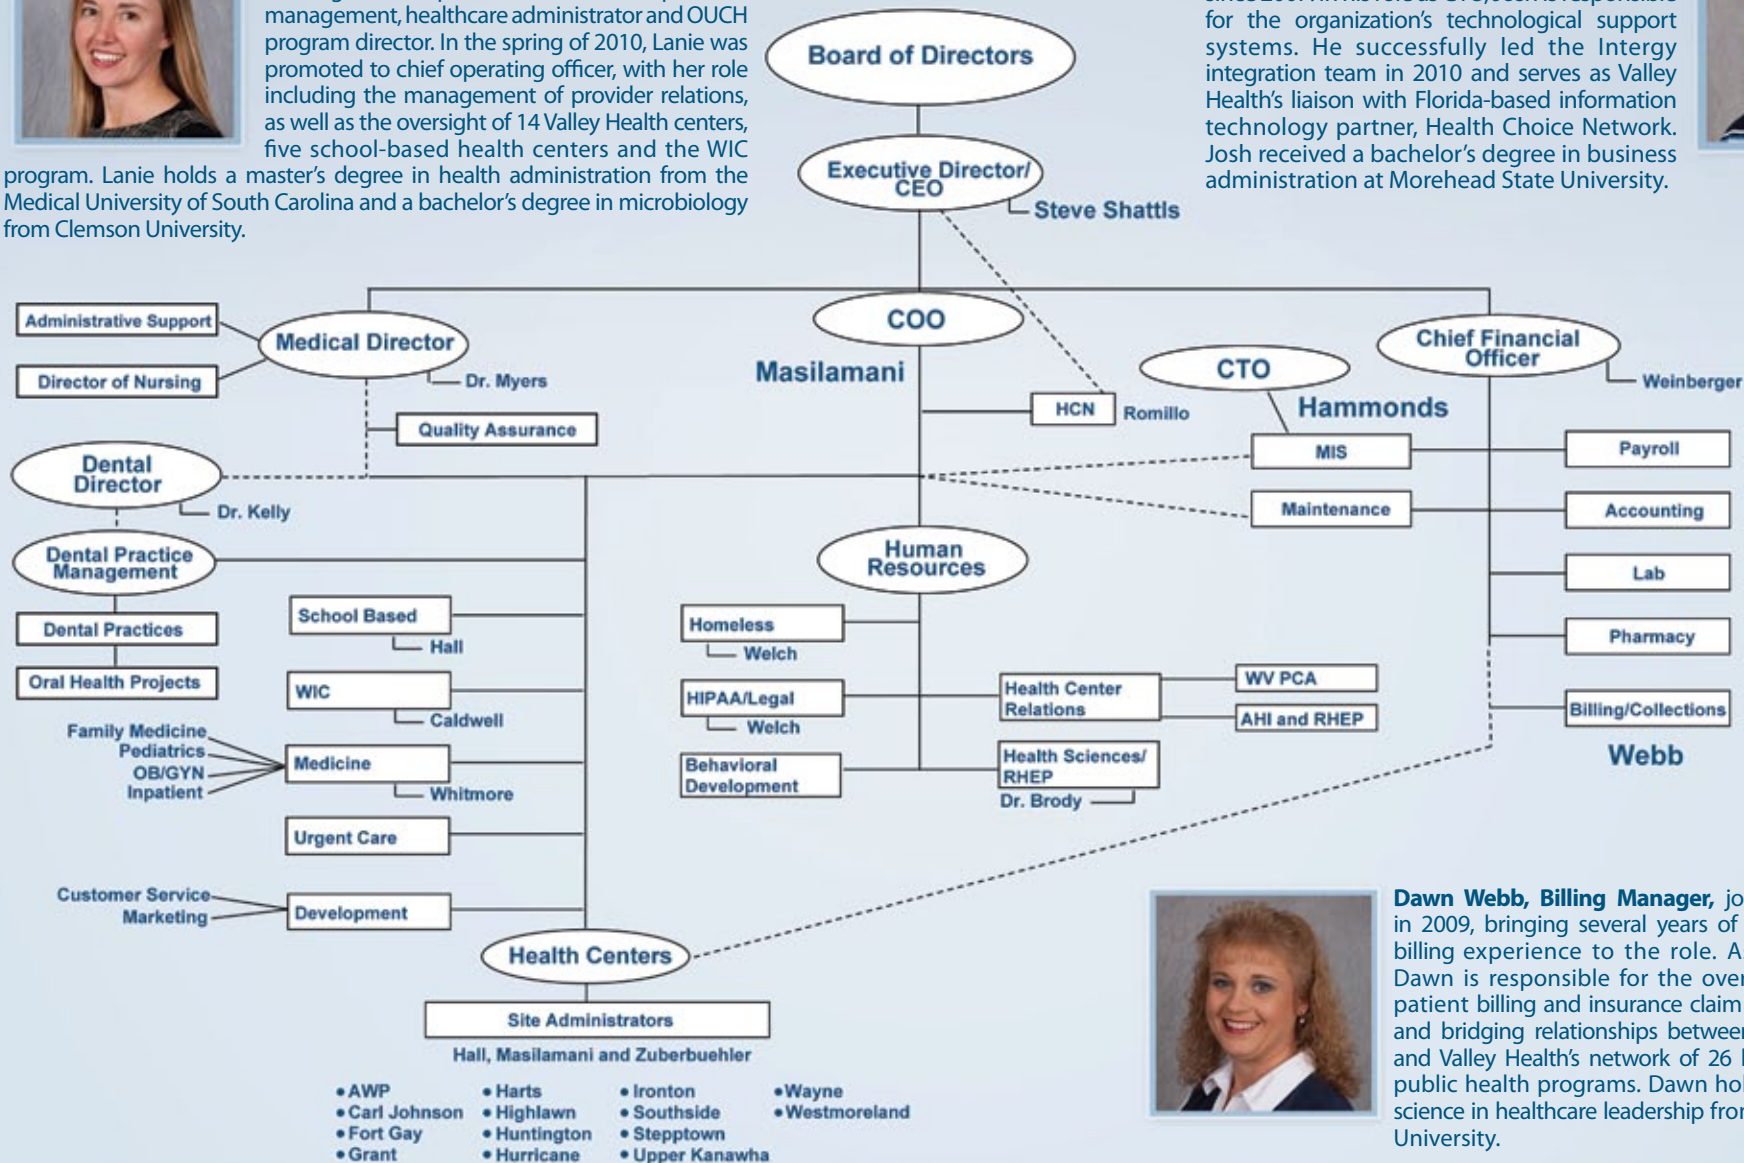 management, healthcare administrator and OUCH
program director. In the spring of 2010, Lanie was
promoted to chief operating officer, with her role
including the management of provider relations,
as well as the oversight of 14 Valley Health centers,
five school-based health centers and the WIC
program. Lanie holds a master's degree in health administration from the
Medical University of South Carolina and a bachelor's degree in microbiology
from Clemson University.
for the organization's technological support
systems. He successfully led the Intergy
integration team in 2010 and serves as Valley
Health's liaison with Florida-based information
technology partner, Health Choice Network.
Josh received a bachelor's degree in business
administration at Morehead State University.
Board of Directors
Executive Director/
CEO
Steve Shattls
Administrative Support
Director of Nursing
Medical Director
Dr. Myers
Quality Assurance
COO
Masilamani
HCN
Romillo
CTO
Hammonds
Chief Financial
Officer
Weinberger
MIS
Maintenance
Payroll
Accounting
Lab
Pharmacy
Billing/Collections
Webb
Dental
Director
Dr. Kelly
Dental Practice
Management
Dental Practices
Oral Health Projects
School Based
Hall
WIC
Caldwell
Family Medicine
Pediatrics
OB/GYN
Inpatient
Medicine
Whitmore
Urgent Care
Customer Service
Marketing
Development
Human
Resources
Homeless
Welch
HIPAA/Legal
Welch
Behavioral
Development
Health Center
Relations
WV PCA
AHI and RHEP
Health Sciences/
RHEP
Dr. Brody
Health Centers
Site Administrators
Hall, Masilamani and Zuberbuehler
• AWP
• Carl Johnson
• Fort Gay
• Grant
• Harts
• Highlawn
• Huntington
• Hurricane
• Ironton
• Southside
• Stepptown
• Upper Kanawha
• Wayne
• Westmoreland
Dawn Webb, Billing Manager, jo
in 2009, bringing several years of
billing experience to the role. A
Dawn is responsible for the over
patient billing and insurance claim
and bridging relationships between
and Valley Health's network of 26
public health programs. Dawn hol
science in healthcare leadership fro
University.